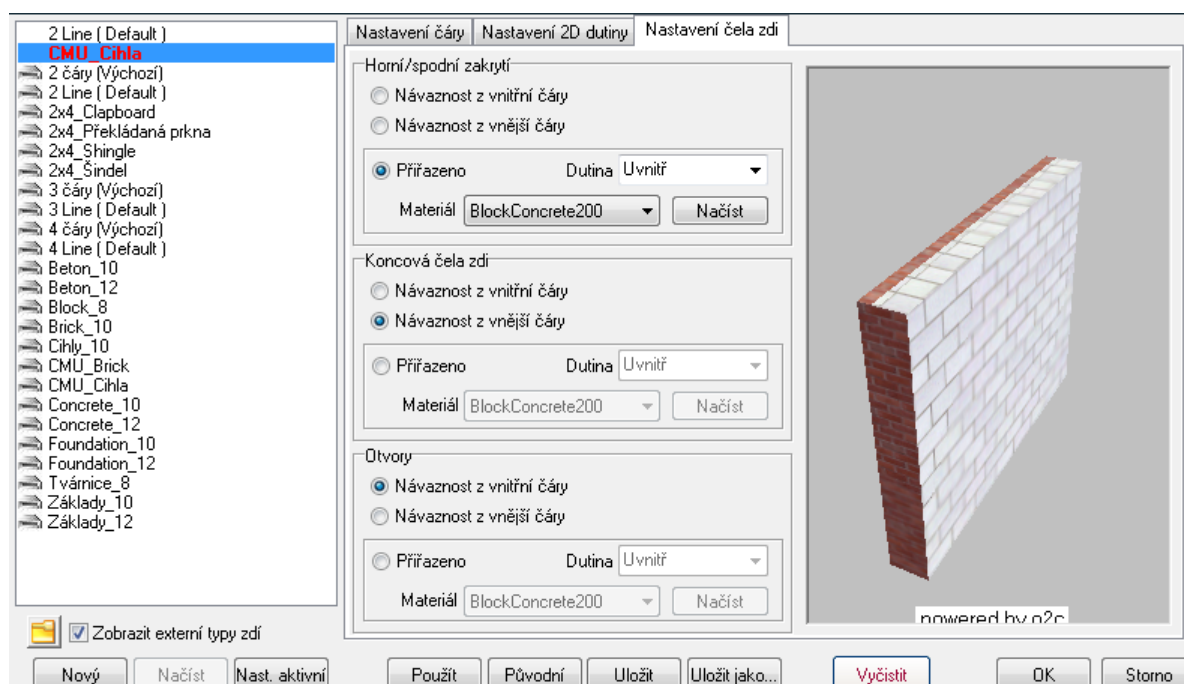 2 Line ( Default )
CMU_Cihla
2 čáry (Výchozí)
2 Line ( Default )
2x4_Clapboard
2x4_Překládaná prkna
2x4_Shingle
2x4_Šindel
3 čáry (Výchozí)
3 Line ( Default )
4 čáry (Výchozí)
4 Line ( Default )
Beton_10
Beton_12
Block_8
Brick_10
Cihly_10
CMU_Brick
CMU_Cihla
Concrete_10
Concrete_12
Foundation_10
Foundation_12
Tvárnice_8
Základy_10
Základy_12
Zobrazit externí typy zdí
Nastavení čáry Nastavení 2D dutiny Nastavení čela zdi
Horní/spodní zakrytí
Návaznost z vnitřní čáry
Návaznost z vnější čáry
Přiřazeno Dutina Uvnitř
Materiál BlockConcrete200 Načíst
Koncová čela zdi
Návaznost z vnitřní čáry
Návaznost z vnější čáry
Přiřazeno Dutina Uvnitř
Materiál BlockConcrete200 Načíst
Otvory
Návaznost z vnitřní čáry
Návaznost z vnější čáry
Přiřazeno Dutina Uvnitř
Materiál BlockConcrete200 Načíst
powered by o2c
Nový Načíst Nast. aktivní Použít Původní Uložit Uložit jako... Vyčistit OK Storno